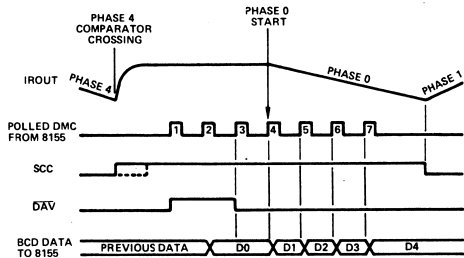 PHASE 4
COMPARATOR
CROSSING
PHASE 0
START
IROUT
PHASE 4
PHASE 0
PHASE 1
POLLED DMC
FROM 8155
1 2 3 4 5 6 7
SCC
DAV
BCD DATA
TO 8155
PREVIOUS DATA D0 D1 D2 D3 D4